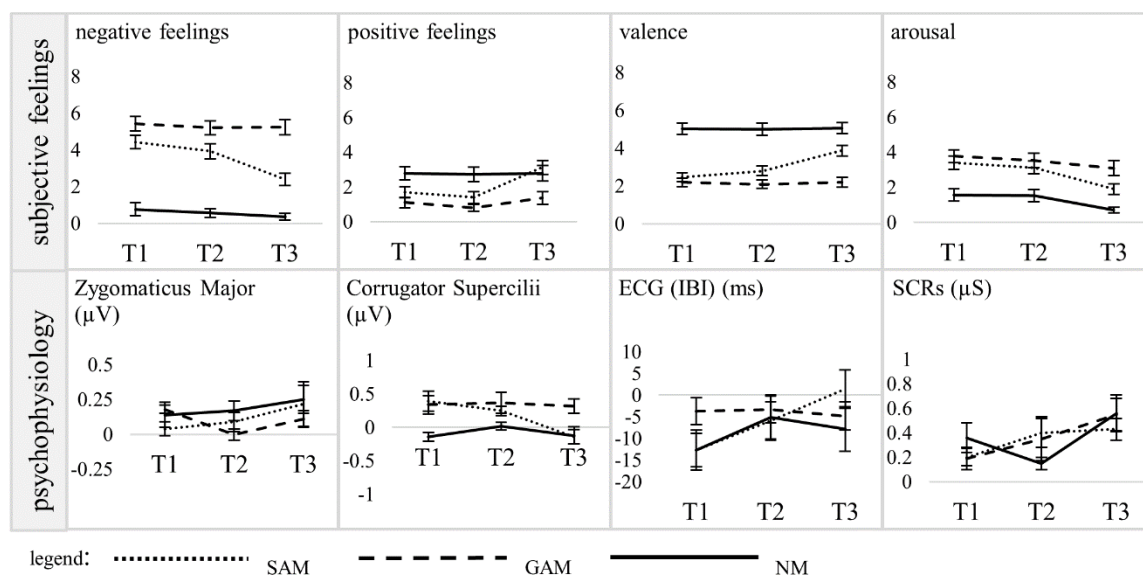 subjective feelings
negative feelings
8
6
4
2
0
T1 T2 T3
positive feelings
8
6
4
2
0
T1 T2 T3
valence
8
6
4
2
0
T1 T2 T3
arousal
8
6
4
2
0
T1 T2 T3
psychophysiology
Zygomaticus Major
(μV)
0.5
0.25
0
-0.25
T1 T2 T3
Corrugator Supercilii
(μV)
1
0.5
0
-0.5
-1
T1 T2 T3
ECG (IBI) (ms)
10
5
0
-5
-10
-15
-20
T1 T2 T3
SCRs (μS)
1
0.8
0.6
0.4
0.2
0
T1 T2 T3
legend: SAM GAM NM